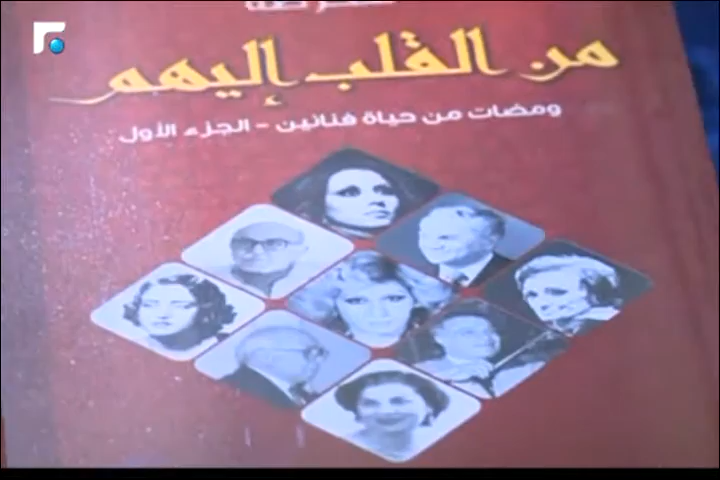 من القلب إليهم
ومضات من حياة فنانين - الجزء الأول